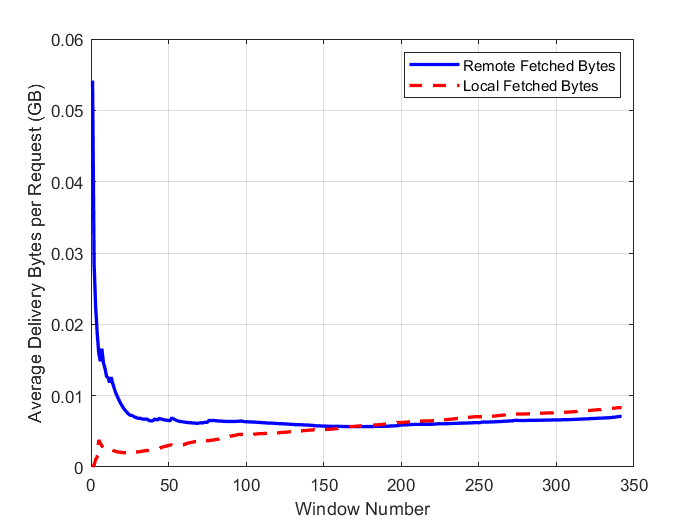 0.06
0.05
0.04
0.03
0.02
0.01
0
Average Delivery Bytes per Request (GB)
Remote Fetched Bytes
Local Fetched Bytes
0 50 100 150 200 250 300 350
Window Number